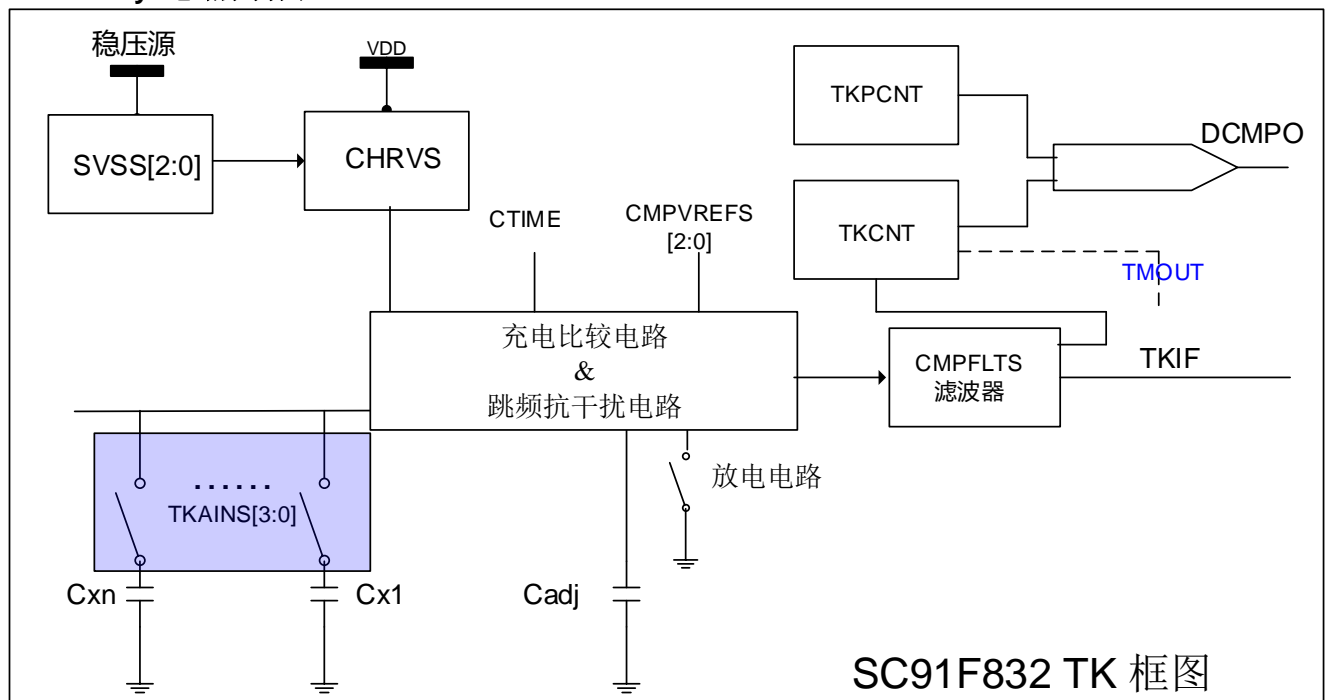 稳压源
VDD
SVSS[2:0]
CHRVS
TKPCNT
DCMPO
CTIME
CMPVREFS
[2:0]
TKCNT
TMOUT
充电比较电路
&
跳频抗干扰电路
CMPFLTS
滤波器
TKIF
放电电路
......
TKAINS[3:0]
Cxn
Cx1
Cadj
SC91F832 TK 框图